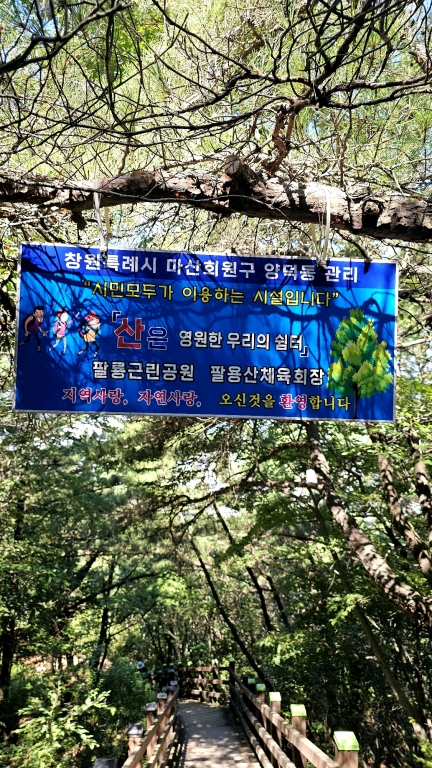 창원특례시 마산회원구 양덕동 관리
“시민모두가 이용하는 시설입니다”
「산은 영원한 우리의 쉼터」
팔룡근린공원 팔용산체육회장
지역사랑, 자연사랑, 오신것을 환영합니다